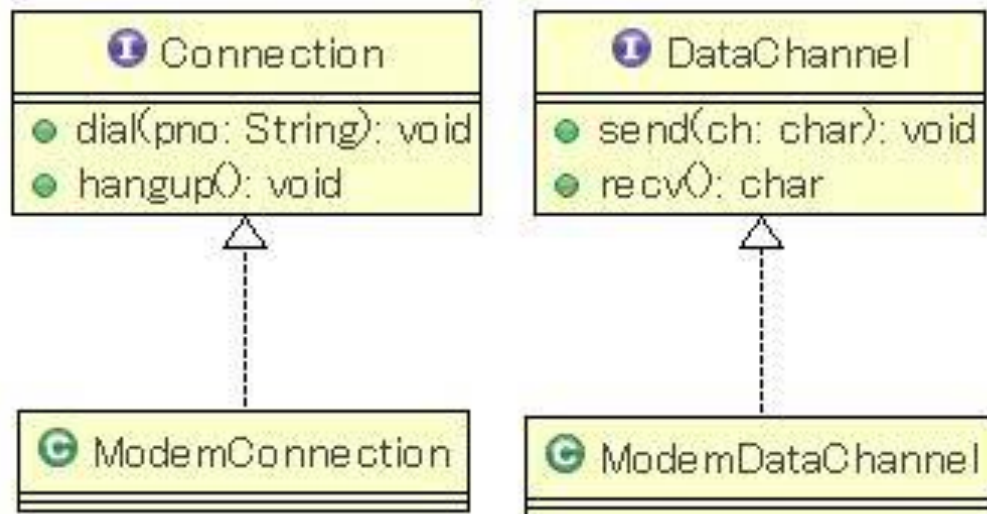 I Connection
dial(pno: String): void
hangup(): void
I DataChannel
send(ch: char): void
recv(): char
C ModemConnection
C ModemDataChannel